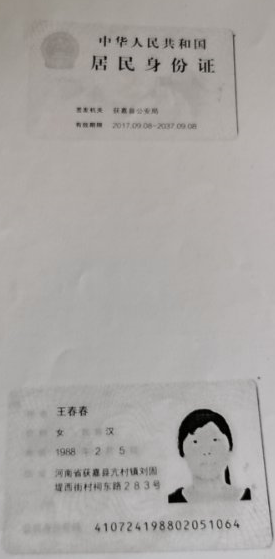 中华人民共和国
居民身份证
签发机关 获嘉县公安局
有效期限 2017.09.08-2037.09.08
王春春
女 汉
1988 年 2 月 5 日
河南省获嘉县亢村镇刘固
堤西街村祠东路283号
410724198802051064